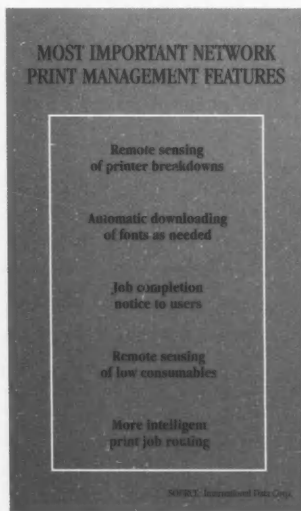 MOST IMPORTANT NETWORK
PRINT MANAGEMENT FEATURES
Remote sensing
of printer breakdowns
Automatic downloading
of fonts as needed
Job completion
notice to users
Remote sensing
of low consumables
More intelligent
print job routing
SOURCE: International Data Corp.